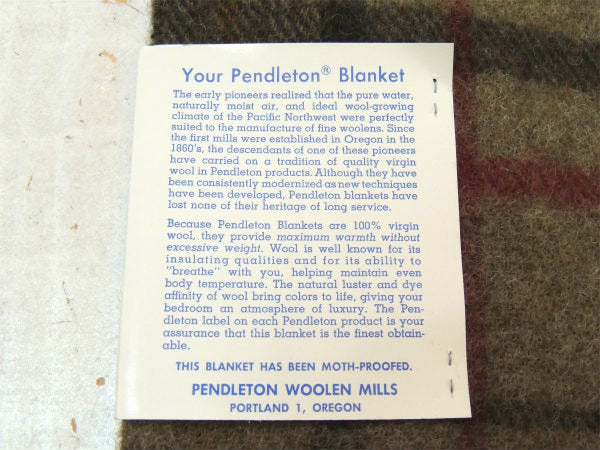 Your Pendleton® Blanket
The early pioneers realized that the pure water,
naturally moist air, and ideal wool-growing
climate of the Pacific Northwest were perfectly
suited to the manufacture of fine woolens. Since
the first mills were established in Oregon in the
1860's, the descendants of one of these pioneers
have carried on a tradition of quality virgin
wool in Pendleton products. Although they have
been consistently modernized as new techniques
have been developed, Pendleton blankets have
lost none of their heritage of long service.
Because Pendleton Blankets are 100% virgin
wool, they provide maximum warmth without
excessive weight. Wool is well known for its
insulating qualities and for its ability to
"breathe" with you, helping maintain even
body temperature. The natural luster and dye
affinity of wool bring colors to life, giving your
bedroom an atmosphere of luxury. The Pen-
dleton label on each Pendleton product is your
assurance that this blanket is the finest obtain-
able.
THIS BLANKET HAS BEEN MOTH-PROOFED.
PENDLETON WOOLEN MILLS
PORTLAND 1, OREGON